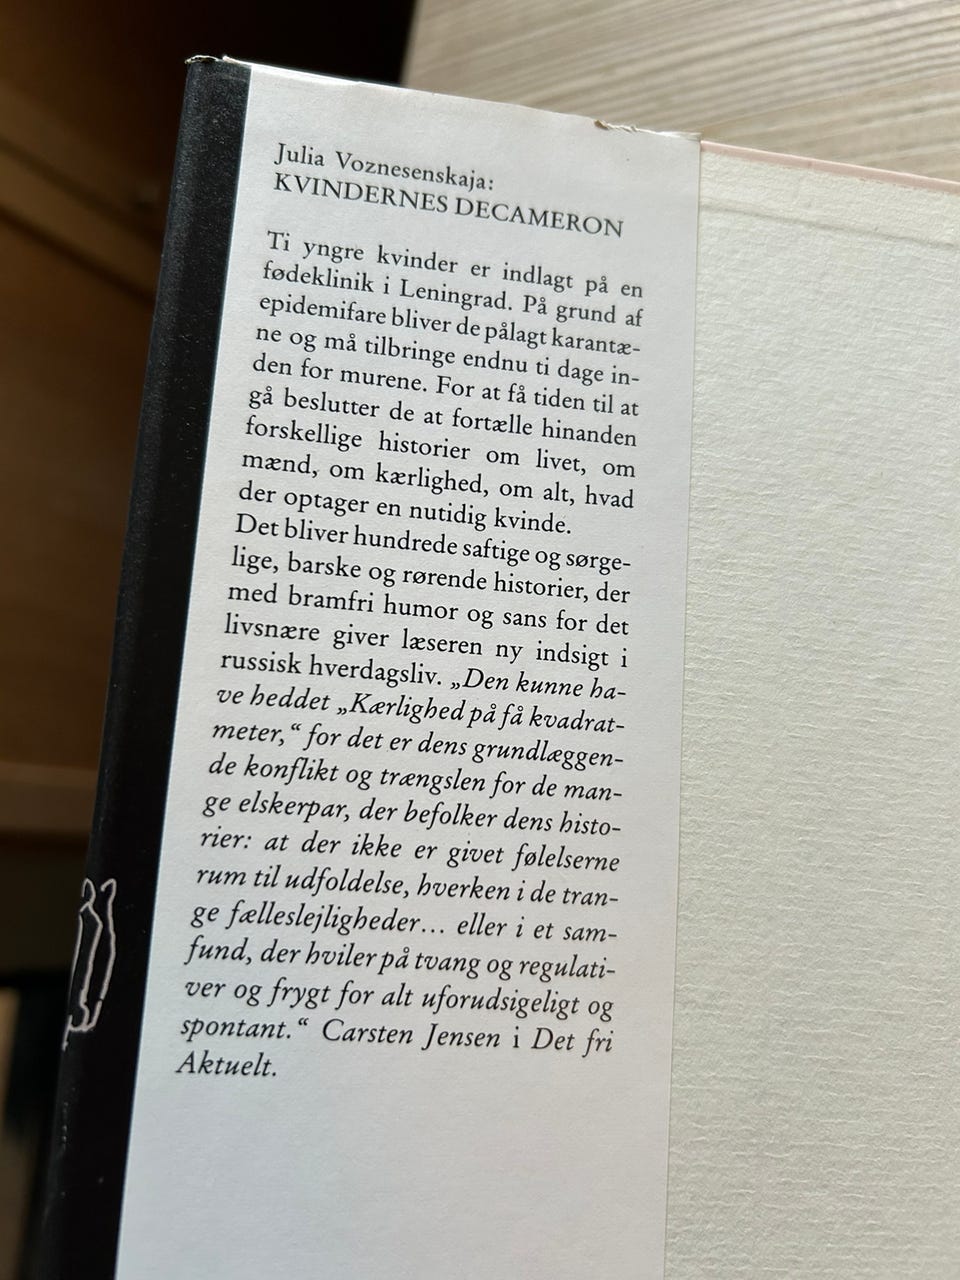 Julia Voznesenskaja:
KVINDERNES DECAMERON
Ti yngre kvinder er indlagt på en
fødeklinik i Leningrad. På grund af
epidemifare bliver de pålagt karantæ-
ne og må tilbringe endnu ti dage in-
den for murene. For at få tiden til at
gå beslutter de at fortælle hinanden
forskellige historier om livet, om
mænd, om kærlighed, om alt, hvad
der optager en nutidig kvinde.
Det bliver hundrede saftige og sørge-
lige, barske og rørende historier, der
med bramfri humor og sans for det
livsnære giver læseren ny indsigt i
russisk hverdagsliv. „Den kunne ha-
ve heddet „Kærlighed på få kvadrat-
meter,“ for det er dens grundlæggen-
de konflikt og trængslen for de man-
ge elskerpar, der befolker dens histo-
rier: at der ikke er givet følelserne
rum til udfoldelse, hverken i de tran-
ge fælleslejligheder... eller i et sam-
fund, der hviler på tvang og regulati-
ver og frygt for alt uforudsigeligt og
spontant.“ Carsten Jensen i Det fri
Aktuelt.